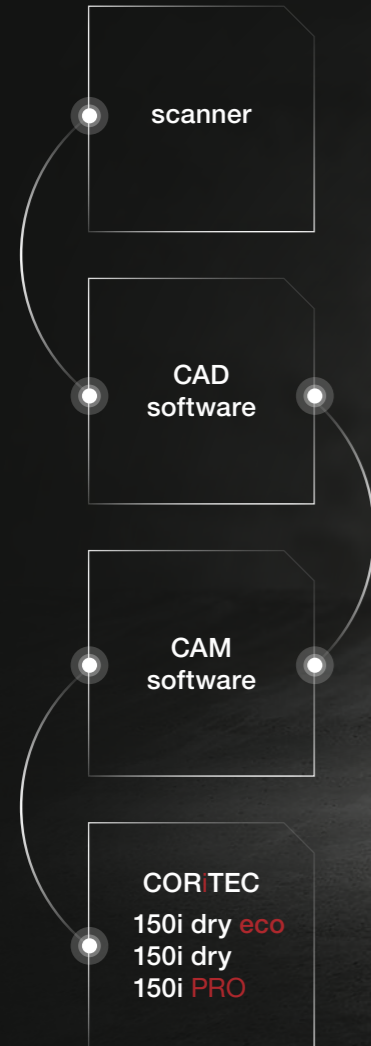 scanner
CAD
software
CAM
software
CORiTEC
150i dry eco
150i dry
150i PRO